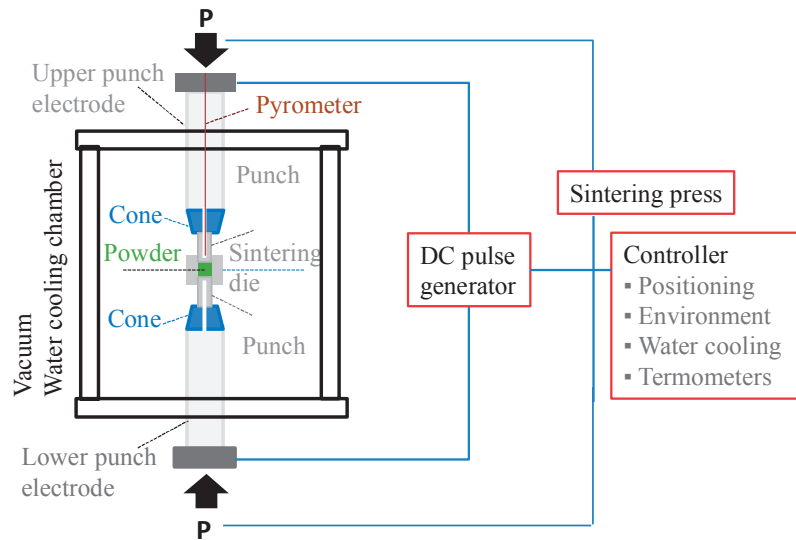 P
Upper punch
electrode
Pyrometer
Punch
Cone
Powder
Sintering
die
Cone
Punch
Vacuum
Water cooling chamber
Lower punch
electrode
P
DC pulse
generator
Sintering press
Controller
▪ Positioning
▪ Environment
▪ Water cooling
▪ Termometers